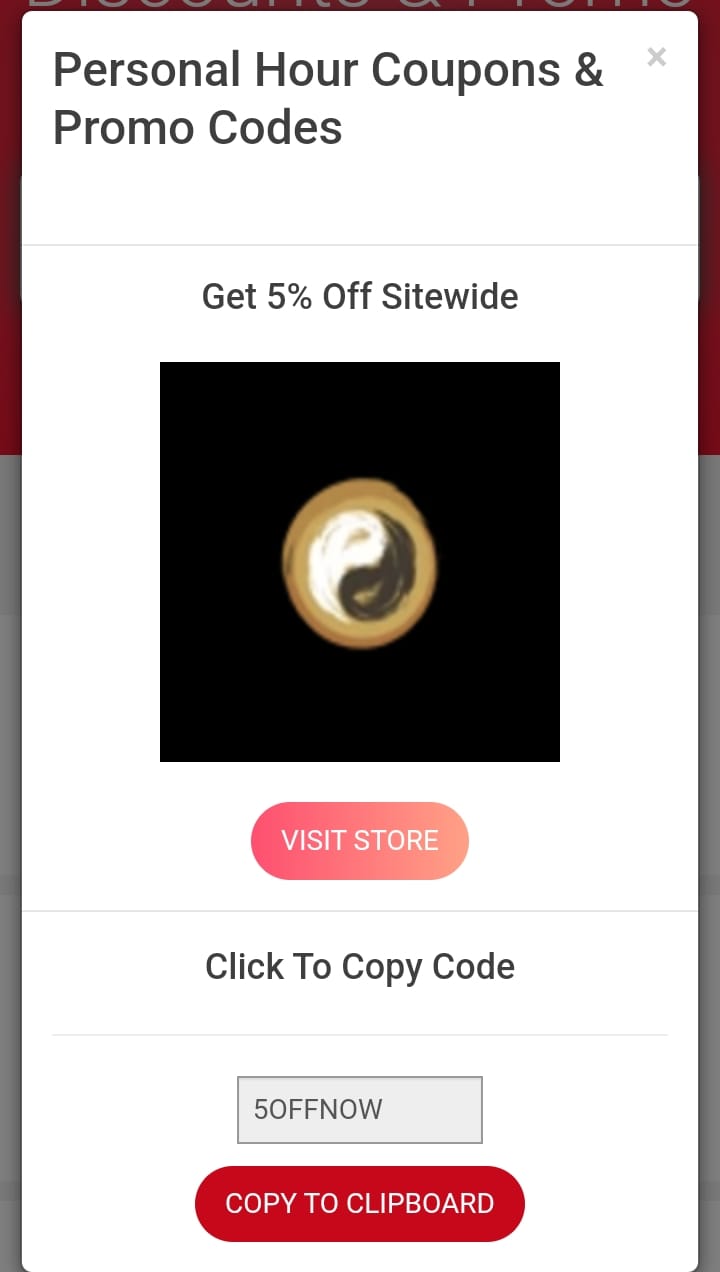 Discounts & Promo
Personal Hour Coupons &
Promo Codes
×
Get 5% Off Sitewide
VISIT STORE
Click To Copy Code
5OFFNOW
COPY TO CLIPBOARD